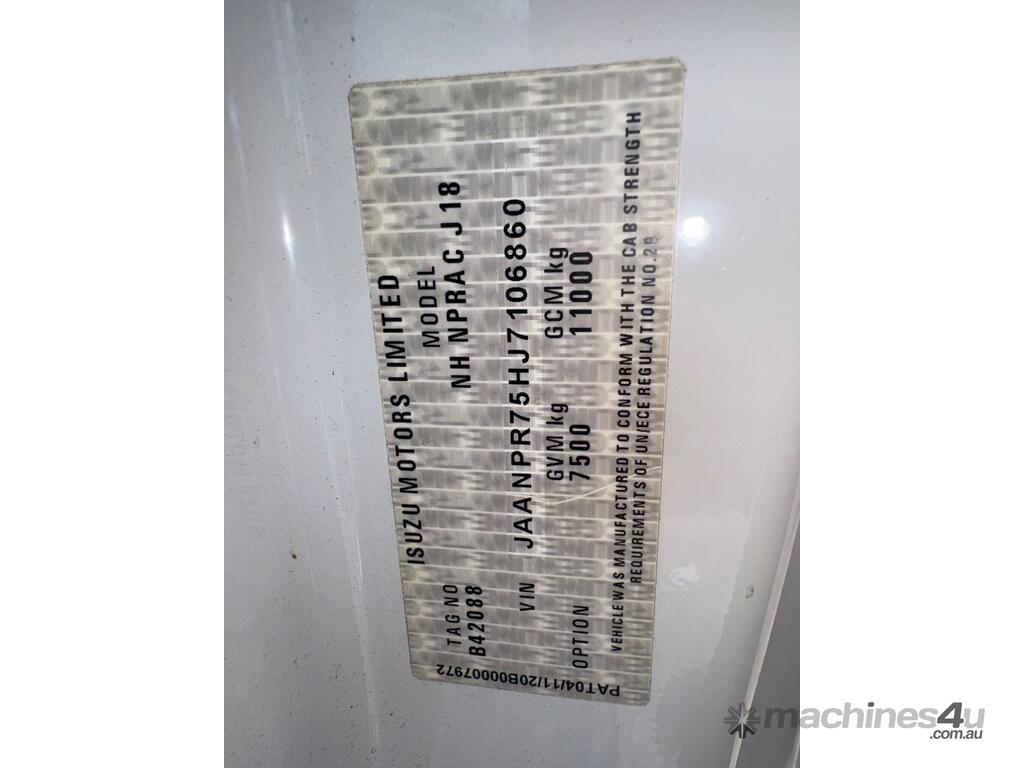 ISUZU MOTORS LIMITED
TAG NO MODEL
B42088 NH NPRAC J18
VIN JAANPR75HJ7106860
GVM kg GCM kg
OPTION 7500 11000
VEHICLE WAS MANUFACTURED TO CONFORM WITH THE CAB STRENGTH
REQUIREMENTS OF UN/ECE REGULATION NO.29
PAT04/11/20B00007972
machines4u
.com.au